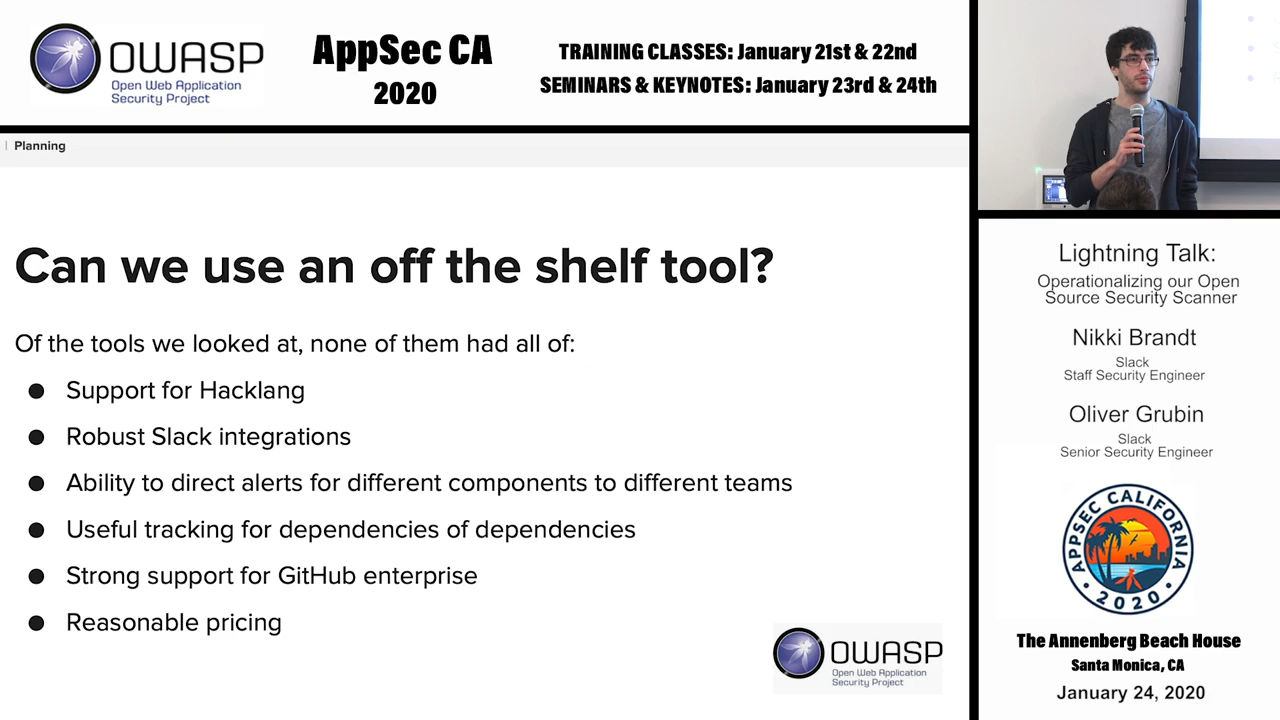 OWASP
Open Web Application
Security Project
AppSec CA
2020
TRAINING CLASSES: January 21st & 22nd
SEMINARS & KEYNOTES: January 23rd & 24th
Planning
Can we use an off the shelf tool?
Of the tools we looked at, none of them had all of:
● Support for Hacklang
● Robust Slack integrations
● Ability to direct alerts for different components to different teams
● Useful tracking for dependencies of dependencies
● Strong support for GitHub enterprise
● Reasonable pricing
OWASP
Open Web Application
Security Project
Lightning Talk:
Operationalizing our Open
Source Security Scanner
Nikki Brandt
Slack
Staff Security Engineer
Oliver Grubin
Slack
Senior Security Engineer
APPSEC CALIFORNIA
• 2020 •
The Annenberg Beach House
Santa Monica, CA
January 24, 2020